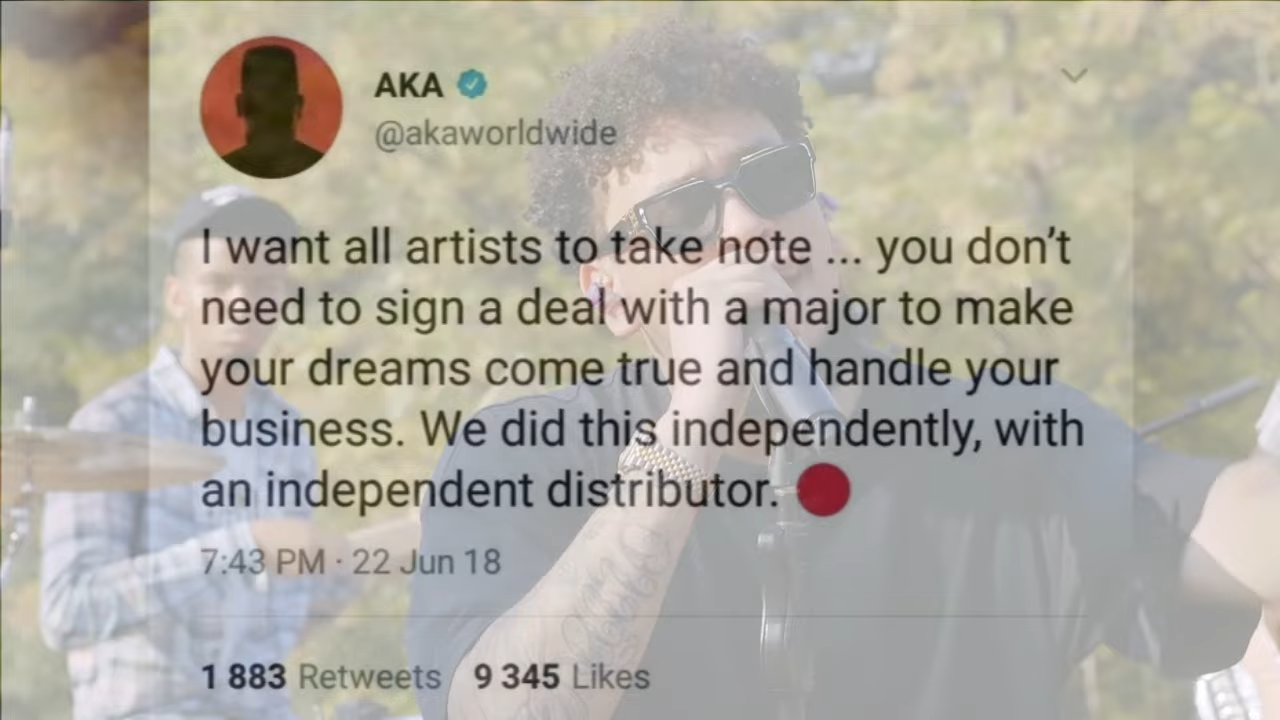 AKA
@akaworldwide
I want all artists to take note ... you don't
need to sign a deal with a major to make
your dreams come true and handle your
business. We did this independently, with
an independent distributor. 🔴
7:43 PM · 22 Jun 18
1 883 Retweets 9 345 Likes